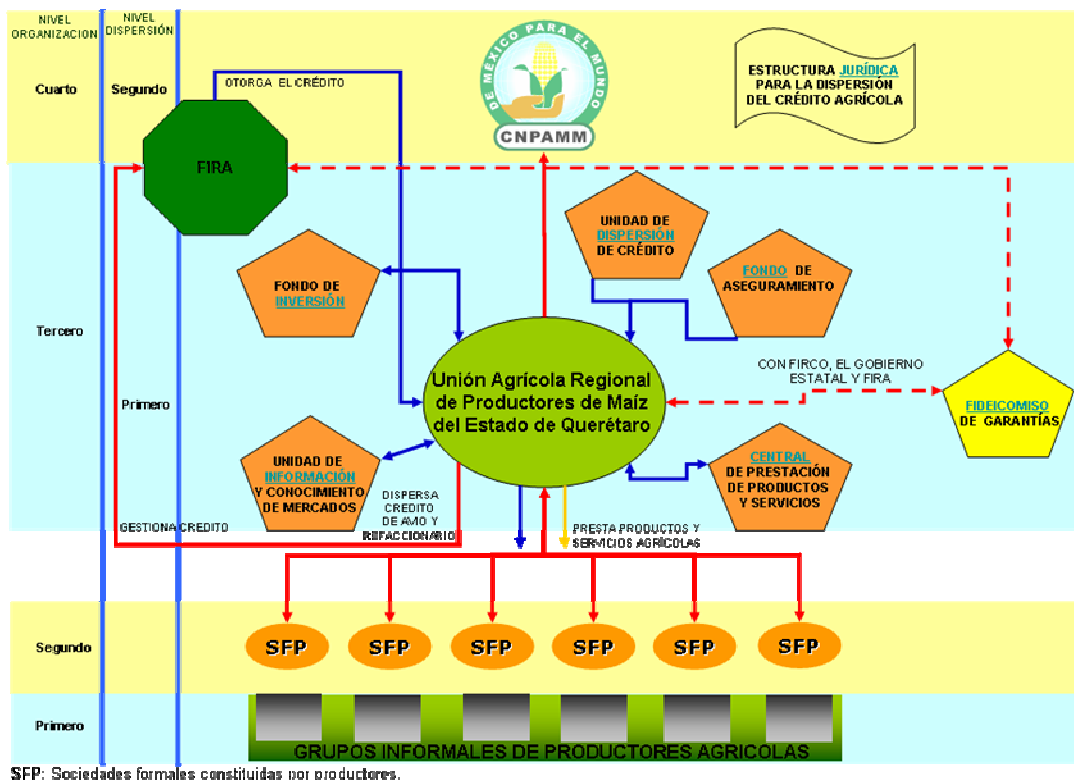 NIVEL
ORGANIZACION
NIVEL
DISPERSIÓN
Cuarto
Segundo
OTORGA EL CRÉDITO
DE MÉXICO PARA EL MUNDO
CNPAMM
ESTRUCTURA JURÍDICA
PARA LA DISPERSIÓN
DEL CRÉDITO AGRÍCOLA
FIRA
UNIDAD DE
DISPERSIÓN
DE CRÉDITO
FONDO DE
ASEGURAMIENTO
FONDO DE
INVERSIÓN
Tercero
Primero
Unión Agrícola Regional
de Productores de Maíz
del Estado de Querétaro
CON FIRCO, EL GOBIERNO
ESTATAL Y FIRA
FIDEICOMISO
DE GARANTÍAS
UNIDAD DE
INFORMACIÓN
Y CONOCIMIENTO
DE MERCADOS
CENTRAL
DE PRESTACIÓN
DE PRODUCTOS
Y SERVICIOS
GESTIONA CREDITO
DISPERSA
CREDITO
DE AVIO Y
REFACCIONARIO
PRESTA PRODUCTOS Y
SERVICIOS AGRÍCOLAS
Segundo
SFP SFP SFP SFP SFP SFP
Primero
GRUPOS INFORMALES DE PRODUCTORES AGRICOLAS
SFP: Sociedades formales constituidas por productores.